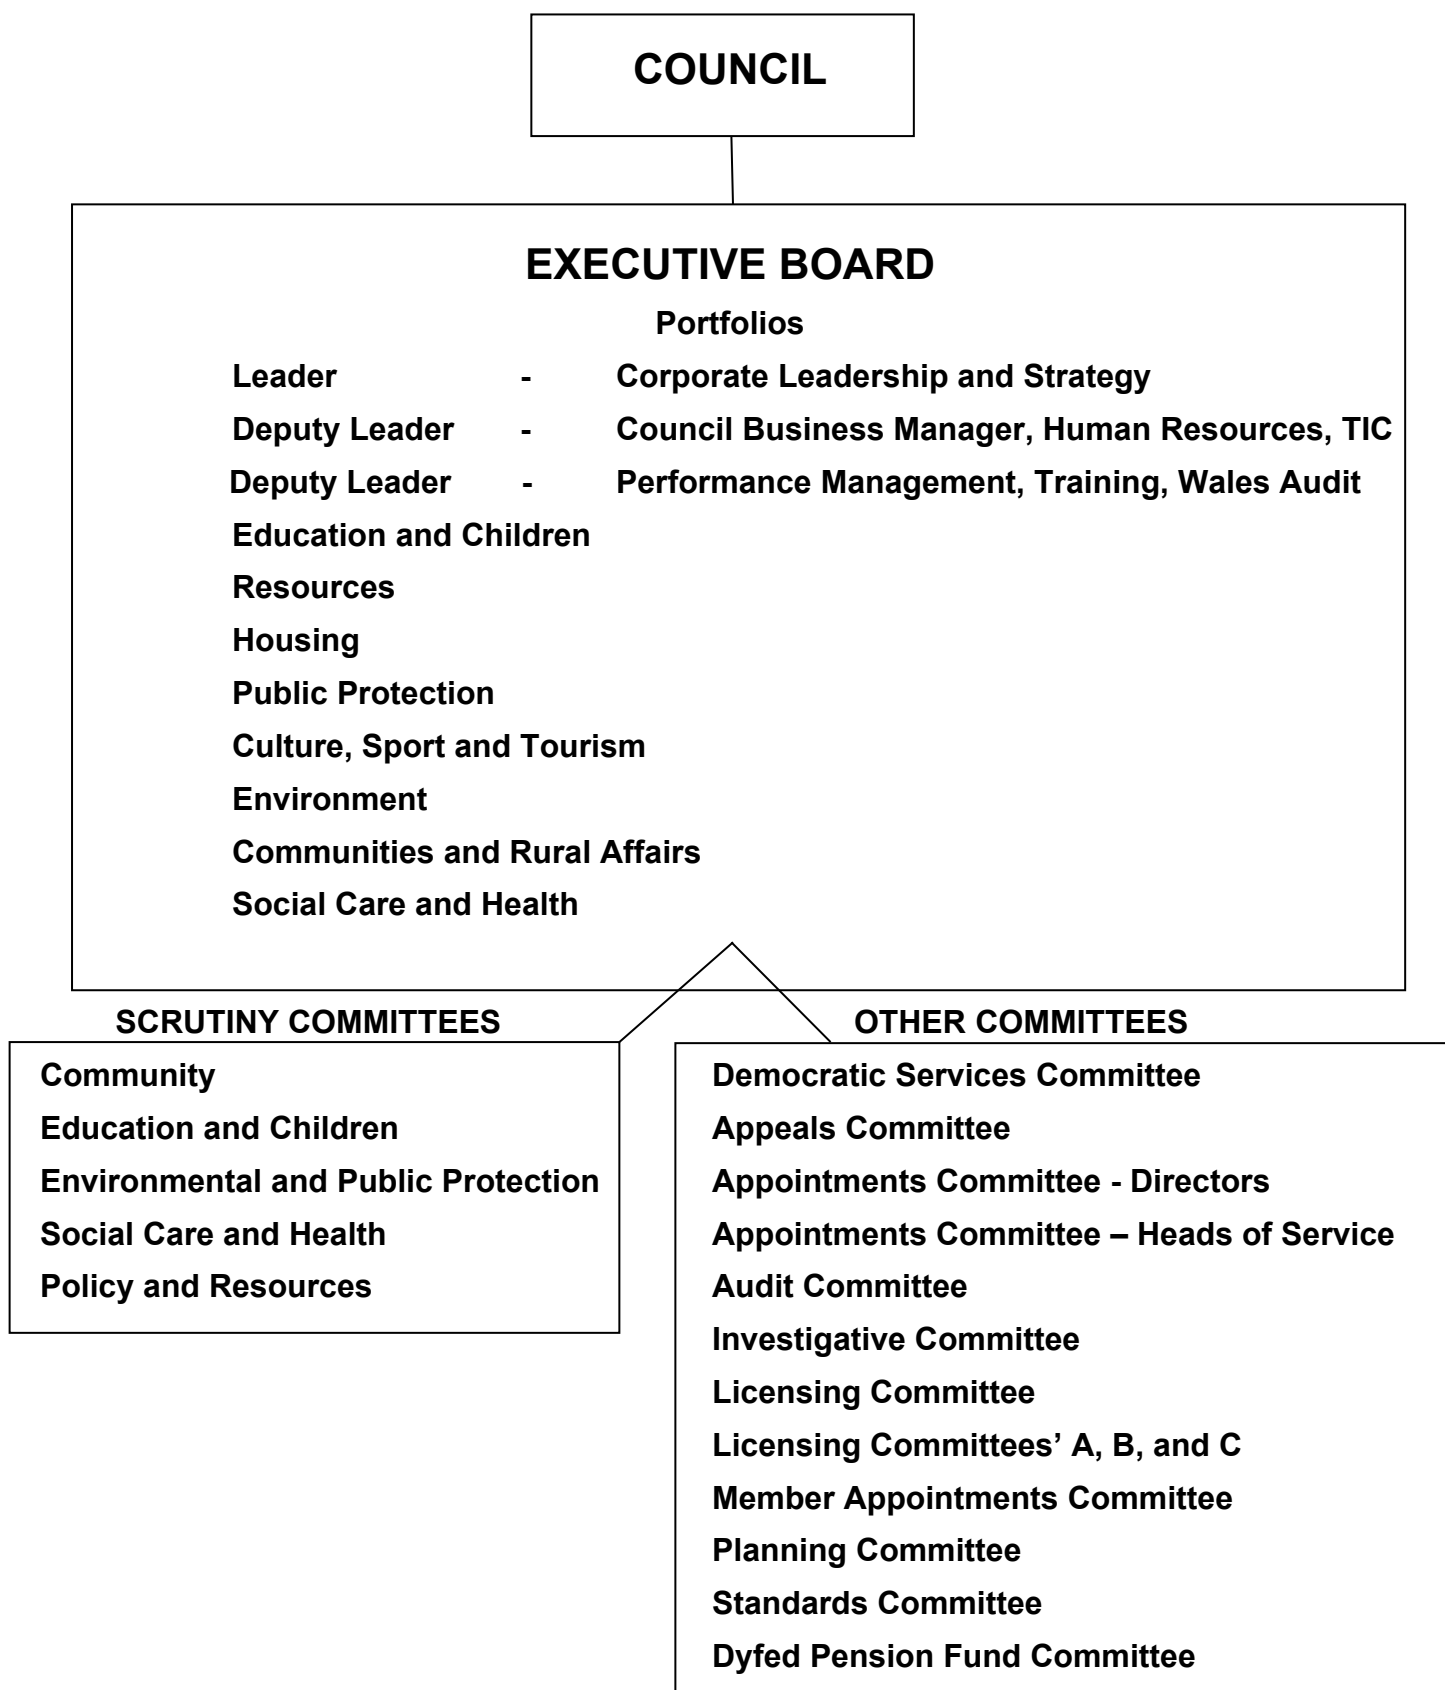 COUNCIL
EXECUTIVE BOARD
Portfolios
Leader - Corporate Leadership and Strategy
Deputy Leader - Council Business Manager, Human Resources, TIC
Deputy Leader - Performance Management, Training, Wales Audit
Education and Children
Resources
Housing
Public Protection
Culture, Sport and Tourism
Environment
Communities and Rural Affairs
Social Care and Health
SCRUTINY COMMITTEES
Community
Education and Children
Environmental and Public Protection
Social Care and Health
Policy and Resources
OTHER COMMITTEES
Democratic Services Committee
Appeals Committee
Appointments Committee - Directors
Appointments Committee – Heads of Service
Audit Committee
Investigative Committee
Licensing Committee
Licensing Committees’ A, B, and C
Member Appointments Committee
Planning Committee
Standards Committee
Dyfed Pension Fund Committee